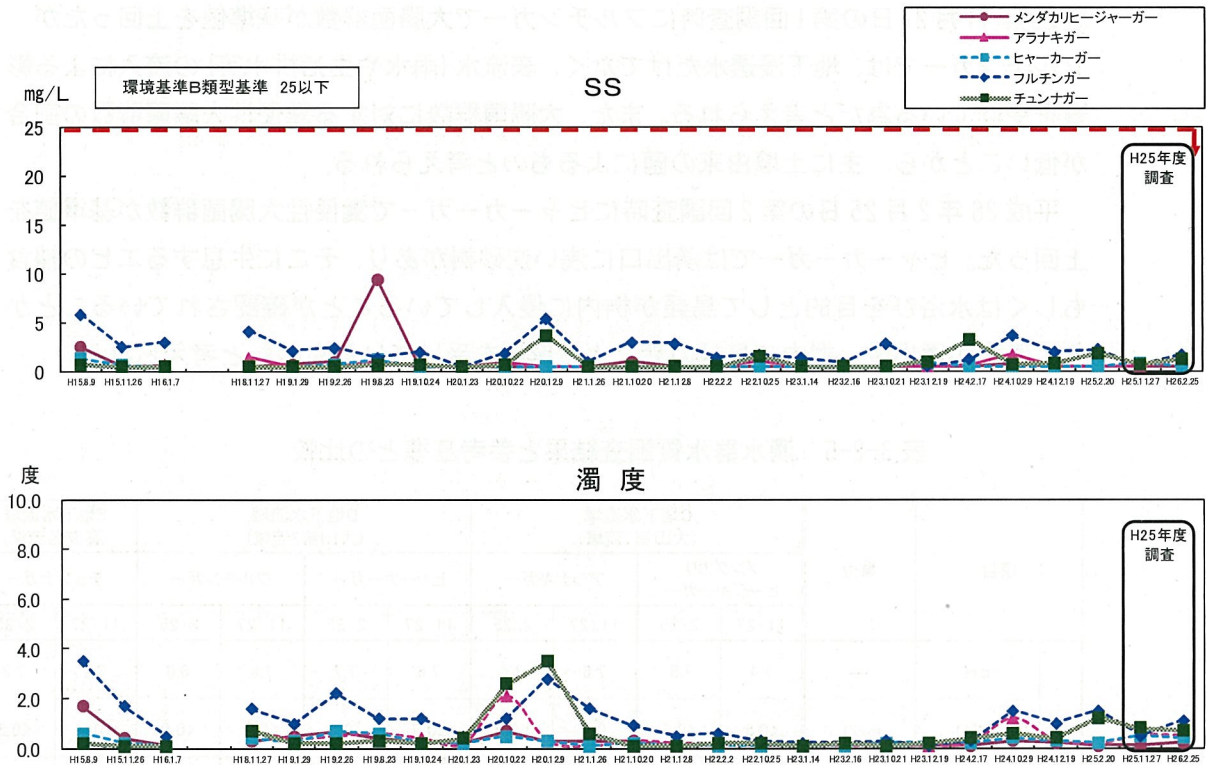 メンダカリヒージャーガー
アラナキガー
ヒャーカーガー
フルチンガー
チュンナガー
環境基準B類型基準 25以下
SS
mg/L
25
20
15
10
5
0
H25年度
調査
H15.8.9 H15.11.26 H16.1.7 H18.11.27 H19.1.29 H19.2.26 H19.8.23 H19.10.24 H20.1.23 H20.10.22 H20.12.9 H21.1.26 H21.10.20 H21.12.8 H22.2.2 H22.10.25 H23.1.14 H23.2.16 H23.10.21 H23.12.19 H24.2.17 H24.10.29 H24.12.19 H25.2.20 H25.11.27 H26.2.25
度
濁 度
10.0
8.0
6.0
4.0
2.0
0.0
H25年度
調査
H15.8.9 H15.11.26 H16.1.7 H18.11.27 H19.1.29 H19.2.26 H19.8.23 H19.10.24 H20.1.23 H20.10.22 H20.12.9 H21.1.26 H21.10.20 H21.12.8 H22.2.2 H22.10.25 H23.1.14 H23.2.16 H23.10.21 H23.12.19 H24.2.17 H24.10.29 H24.12.19 H25.2.20 H25.11.27 H26.2.25